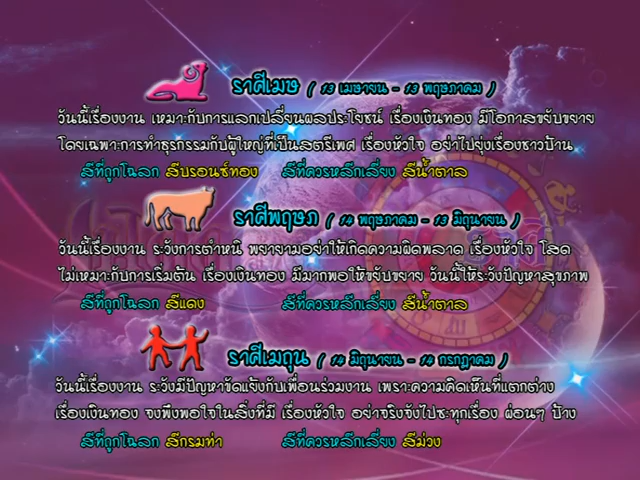 ราศีเมษ ( 13 เมษายน - 13 พฤษภาคม )
วันนี้เรื่องงาน เหมาะกับการแลกเปลี่ยนผลประโยชน์ เรื่องเงินทอง มีโอกาสขยับขยาย
โดยเฉพาะการทำธุรกรรมกับผู้ใหญ่ที่เป็นสตรีเพศ เรื่องหัวใจ อย่าไปยุ่งเรื่องชาวบ้าน
สีที่ถูกโฉลก สีบรอนซ์ทอง สีที่ควรหลีกเลี่ยง สีน้ำตาล
ราศีพฤษภ ( 14 พฤษภาคม - 13 มิถุนายน )
วันนี้เรื่องงาน ระวังการตำหนิ พยายามอย่าให้เกิดความผิดพลาด เรื่องหัวใจ โสด
ไม่เหมาะกับการเริ่มต้น เรื่องเงินทอง มีมากพอให้ขยับขยาย วันนี้ให้ระวังปัญหาสุขภาพ
สีที่ถูกโฉลก สีแดง สีที่ควรหลีกเลี่ยง สีน้ำตาล
ราศีเมถุน ( 14 มิถุนายน - 14 กรกฎาคม )
วันนี้เรื่องงาน ระวังมีปัญหาขัดแย้งกับเพื่อนร่วมงาน เพราะความคิดเห็นที่แตกต่าง
เรื่องเงินทอง จงพึงพอใจในสิ่งที่มี เรื่องหัวใจ อย่าจริงจังไปซะทุกเรื่อง ผ่อนๆ บ้าง
สีที่ถูกโฉลก สีกรมท่า สีที่ควรหลีกเลี่ยง สีม่วง